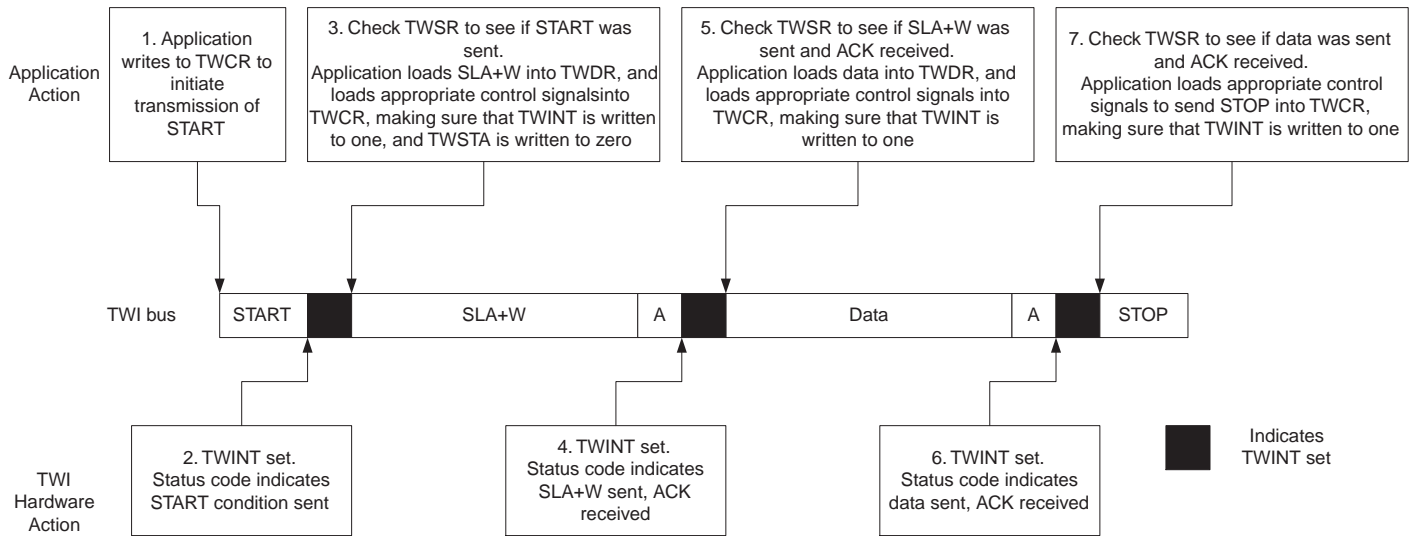 Application
Action
1. Application
writes to TWCR to
initiate
transmission of
START
3. Check TWSR to see if START was
sent.
Application loads SLA+W into TWDR, and
loads appropriate control signalsinto
TWCR, making sure that TWINT is written
to one, and TWSTA is written to zero
5. Check TWSR to see if SLA+W was
sent and ACK received.
Application loads data into TWDR, and
loads appropriate control signals into
TWCR, making sure that TWINT is
written to one
7. Check TWSR to see if data was sent
and ACK received.
Application loads appropriate control
signals to send STOP into TWCR,
making sure that TWINT is written to one
TWI bus
START
SLA+W
A
Data
A
STOP
TWI
Hardware
Action
2. TWINT set.
Status code indicates
START condition sent
4. TWINT set.
Status code indicates
SLA+W sent, ACK
received
6. TWINT set.
Status code indicates
data sent, ACK received
Indicates
TWINT set